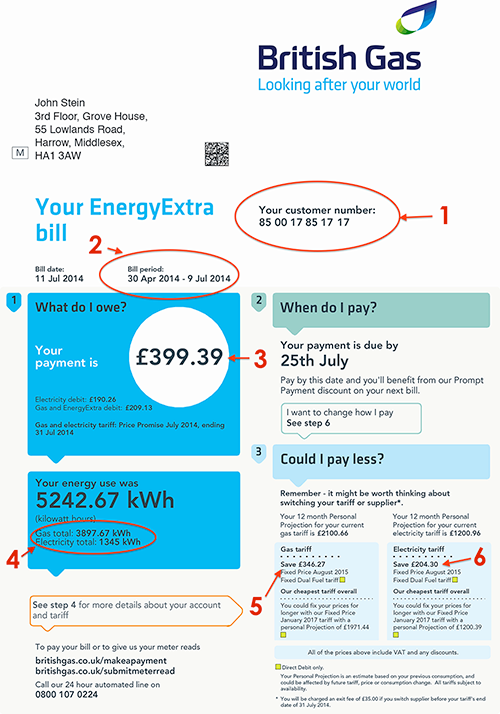 British Gas
Looking after your world
John Stein
3rd Floor, Grove House,
55 Lowlands Road,
Harrow, Middlesex,
HA1 3AW
M
Your EnergyExtra
bill
Your customer number:
85 00 17 85 17 17
1
2
Bill date:
11 Jul 2014
Bill period:
30 Apr 2014 - 9 Jul 2014
1
What do I owe?
Your
payment is
£399.39
3
Electricity debit: £190.26
Gas and EnergyExtra debit: £209.13
Gas and electricity tariff: Price Promise July 2014, ending
31 Jul 2014
Your energy use was
5242.67 kWh
(kilowatt hours)
Gas total: 3897.67 kWh
Electricity total: 1345 kWh
4
See step 4 for more details about your account
and tariff
To pay your bill or to give us your meter reads
britishgas.co.uk/makeapayment
britishgas.co.uk/submitmeterread
Call our 24 hour automated line on
0800 107 0224
2
When do I pay?
Your payment is due by
25th July
Pay by this date and you'll benefit from our Prompt
Payment discount on your next bill.
I want to change how I pay
See step 6
3
Could I pay less?
Remember - it might be worth thinking about
switching your tariff or supplier*.
Your 12 month Personal
Projection for your current
gas tariff is £2100.66
Your 12 month Personal
Projection for your current
electricity tariff is £1200.96
Gas tariff
Save £346.27
Fixed Price August 2015
Fixed Dual Fuel tariff
Our cheapest tariff overall
You could fix your prices for
longer with our Fixed Price
January 2017 tariff with a
personal Projection of £1971.44
5
Electricity tariff
Save £204.30
Fixed Price August 2015
Fixed Dual Fuel tariff
Our cheapest tariff overall
You could fix your prices for
longer with our Fixed Price
January 2017 tariff with a
personal Projection of £1200.39
6
All of the prices above include VAT and any discounts.
Direct Debit only.
Your Personal Projection is an estimate based on your previous consumption, and
could be affected by future tariff, price or consumption change. All tariffs subject to
availability.
* You will be charged an exit fee of £35.00 if you switch supplier before your tariff's end
date of 31 July 2014.